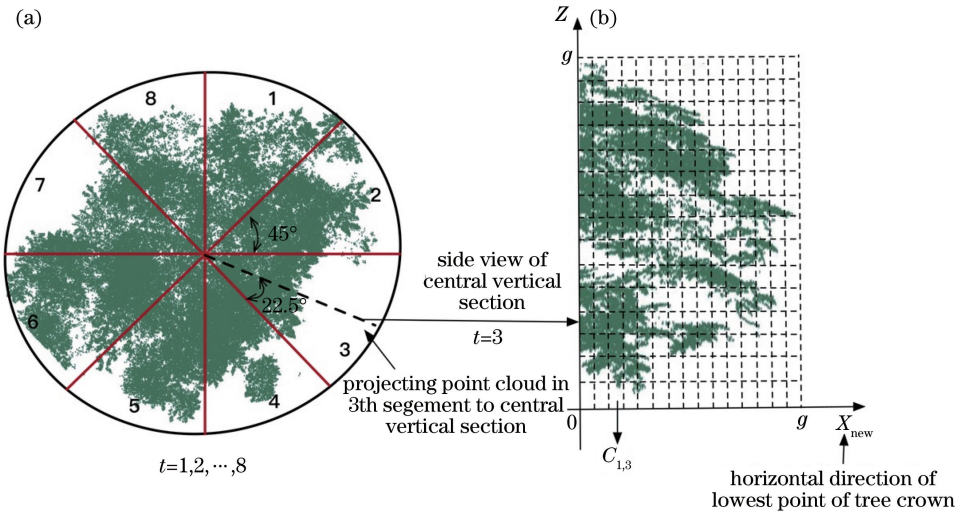 (a)
8
1
7
2
45°
22.5°
6
3
5
4
t=1,2,···,8
side view of
central vertical
section
t=3
projecting point cloud in
3th segement to central
vertical section
(b)
Z
g
0
g
X_new
C_1,3
horizontal direction of
lowest point of tree crown